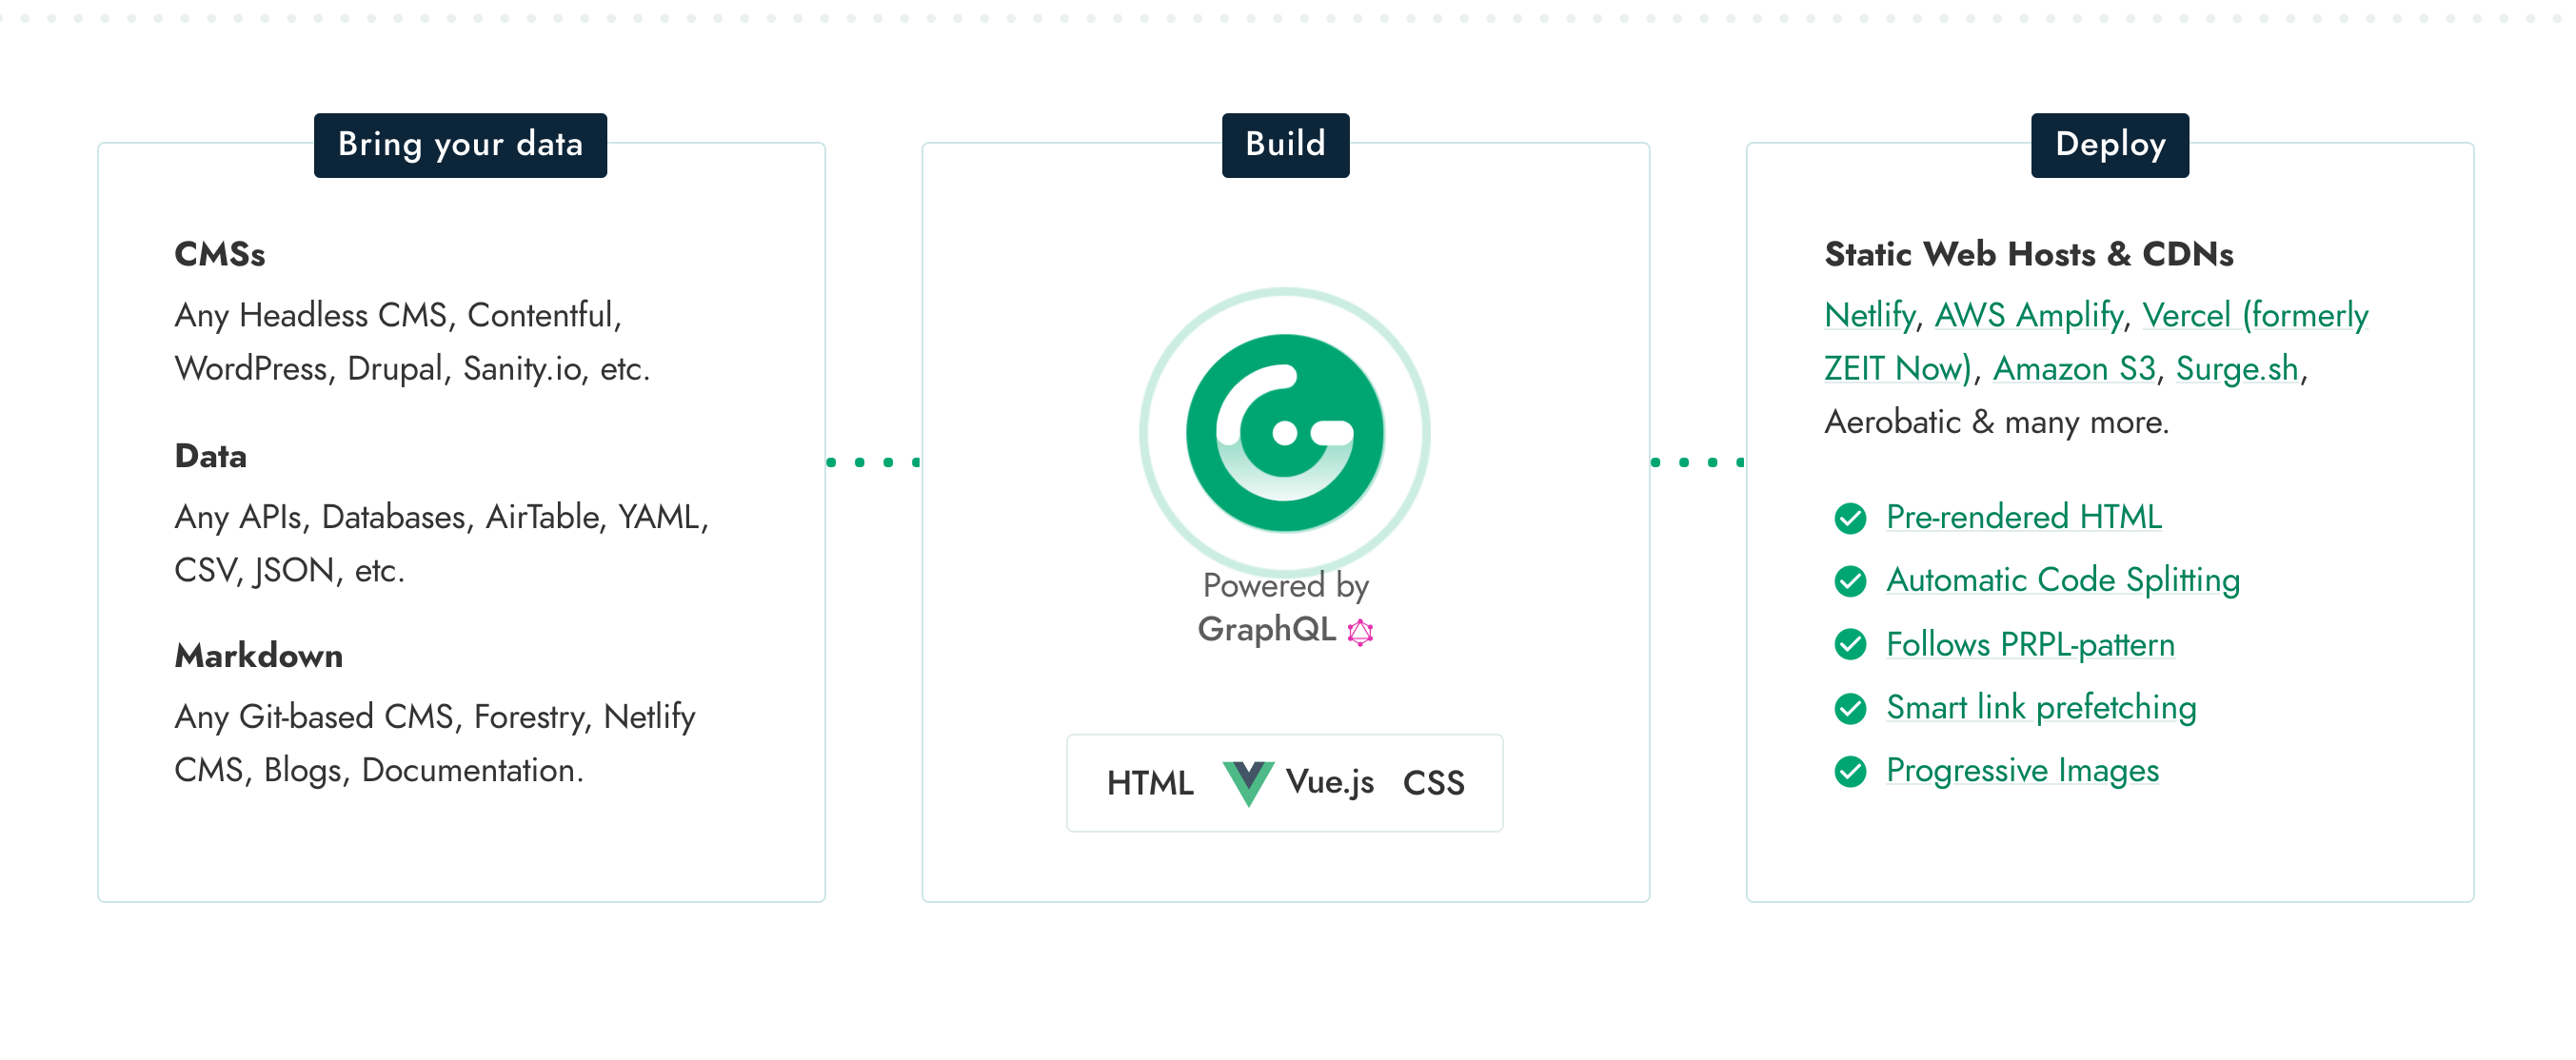 Bring your data
CMSs
Any Headless CMS, Contentful,
WordPress, Drupal, Sanity.io, etc.
Data
Any APIs, Databases, AirTable, YAML,
CSV, JSON, etc.
Markdown
Any Git-based CMS, Forestry, Netlify
CMS, Blogs, Documentation.
Build
Powered by
GraphQL
HTML Vue.js CSS
Deploy
Static Web Hosts & CDNs
Netlify, AWS Amplify, Vercel (formerly
ZEIT Now), Amazon S3, Surge.sh,
Aerobatic & many more.
Pre-rendered HTML
Automatic Code Splitting
Follows PRPL-pattern
Smart link prefetching
Progressive Images